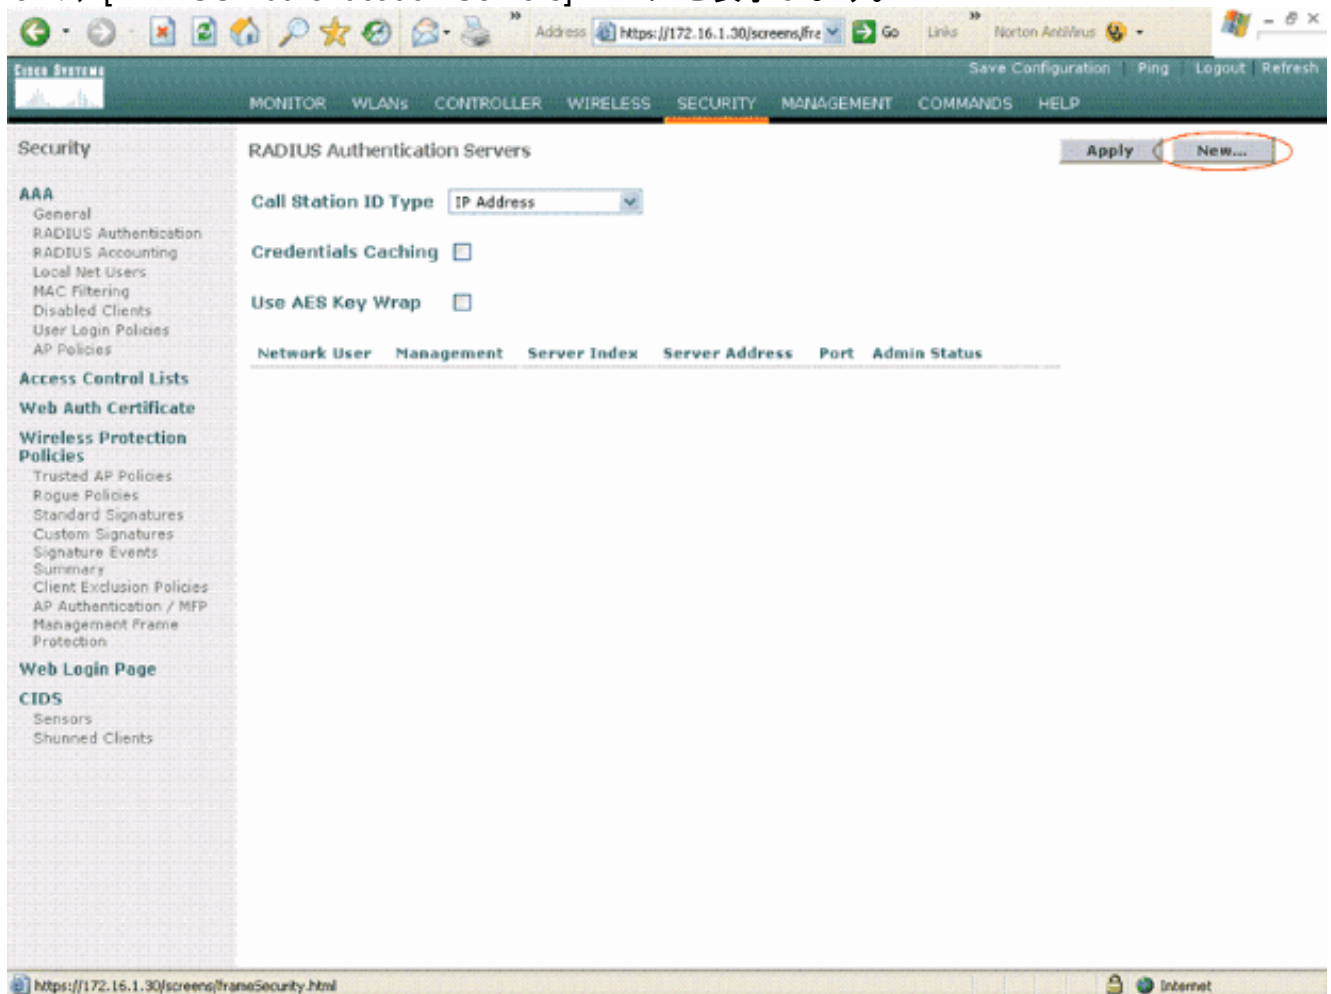 Address https://172.16.1.30/screens/fra Go Links Norton AntiVirus
CISCO SYSTEMS
Save Configuration Ping Logout Refresh
MONITOR WLANs CONTROLLER WIRELESS SECURITY MANAGEMENT COMMANDS HELP
Security
RADIUS Authentication Servers
Apply
New...
AAA
General
RADIUS Authentication
RADIUS Accounting
Local Net Users
MAC Filtering
Disabled Clients
User Login Policies
AP Policies
Access Control Lists
Web Auth Certificate
Wireless Protection
Policies
Trusted AP Policies
Rogue Policies
Standard Signatures
Custom Signatures
Signature Events
Summary
Client Exclusion Policies
AP Authentication / MFP
Management Frame
Protection
Web Login Page
CIDS
Sensors
Shunned Clients
Call Station ID Type IP Address
Credentials Caching
Use AES Key Wrap
Network User Management Server Index Server Address Port Admin Status
https://172.16.1.30/screens/frameSecurity.html
Internet